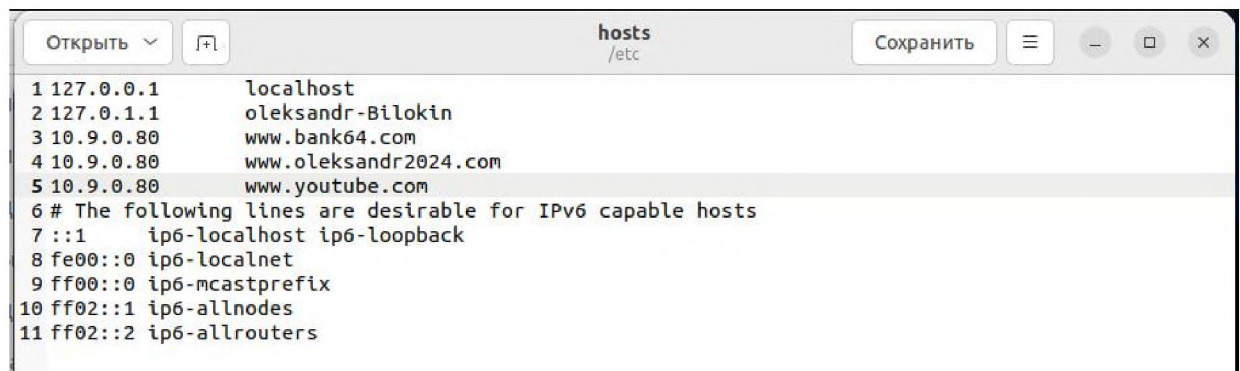 Открыть
hosts
/etc
Сохранить
1 127.0.0.1 localhost
2 127.0.1.1 oleksandr-Bilokin
3 10.9.0.80 www.bank64.com
4 10.9.0.80 www.oleksandr2024.com
5 10.9.0.80 www.youtube.com
6 # The following lines are desirable for IPv6 capable hosts
7 ::1 ip6-localhost ip6-loopback
8 fe00::0 ip6-localnet
9 ff00::0 ip6-mcastprefix
10 ff02::1 ip6-allnodes
11 ff02::2 ip6-allrouters